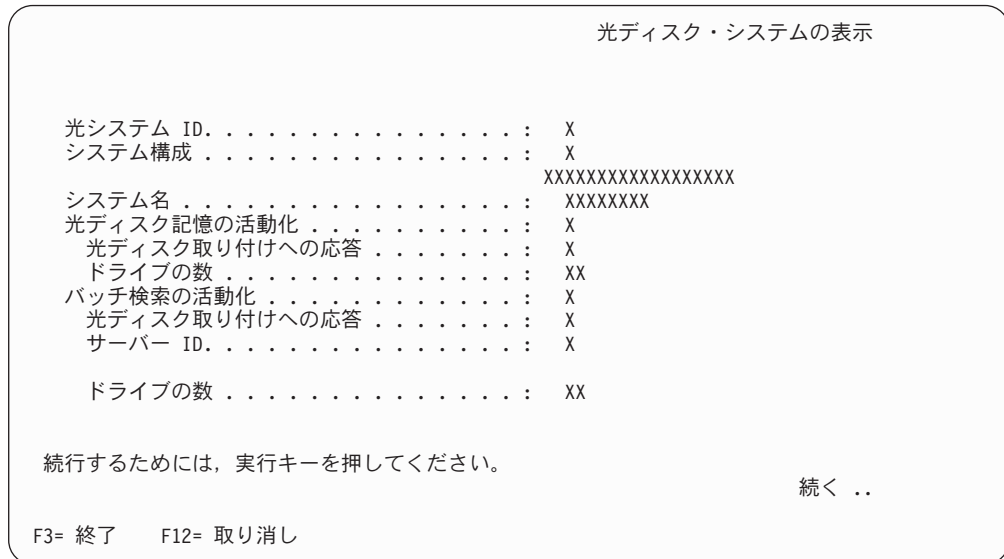 光ディスク・システムの表示
光システム ID. . . . . . . . . . . . . . . : X
システム構成 . . . . . . . . . . . . . . . : X
XXXXXXXXXXXXXXXXXX
システム名 . . . . . . . . . . . . . . . . : XXXXXXXX
光ディスク記憶の活動化 . . . . . . . . . . : X
光ディスク取り付けへの応答 . . . . . . . : X
ドライブの数 . . . . . . . . . . . . . . : XX
バッチ検索の活動化 . . . . . . . . . . . . : X
光ディスク取り付けへの応答 . . . . . . . : X
サーバー ID. . . . . . . . . . . . . . . : X
ドライブの数 . . . . . . . . . . . . . . : XX
続行するためには, 実行キーを押してください。
続く ..
F3= 終了 F12= 取り消し